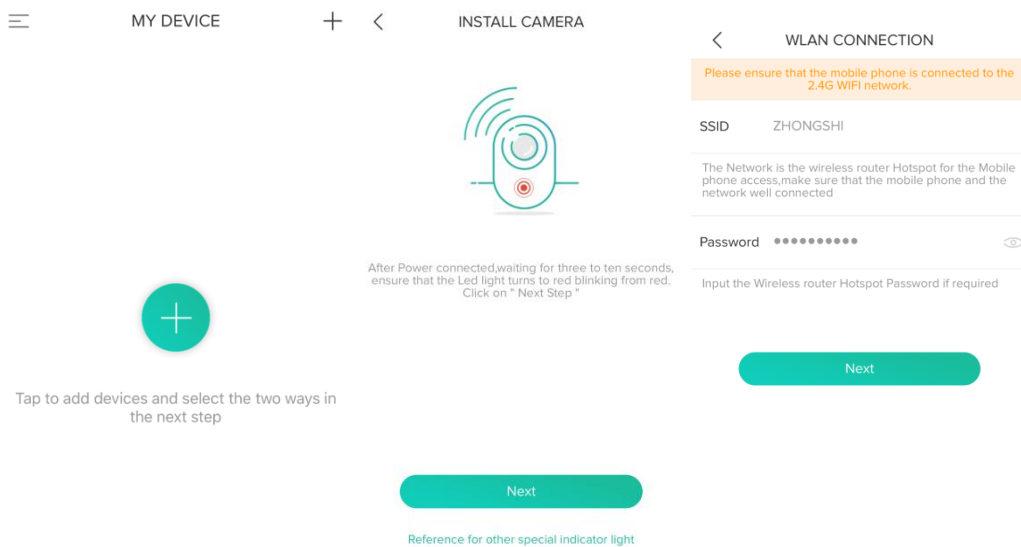 MY DEVICE
Tap to add devices and select the two ways in
the next step
INSTALL CAMERA
After Power connected,waiting for three to ten seconds,
ensure that the Led light turns to red blinking from red.
Click on " Next Step "
Next
Reference for other special indicator light
WLAN CONNECTION
Please ensure that the mobile phone is connected to the
2.4G WIFI network.
SSID ZHONGSHI
The Network is the wireless router Hotspot for the Mobile
phone access,make sure that the mobile phone and the
network well connected
Password ●●●●●●●●●●
Input the Wireless router Hotspot Password if required
Next